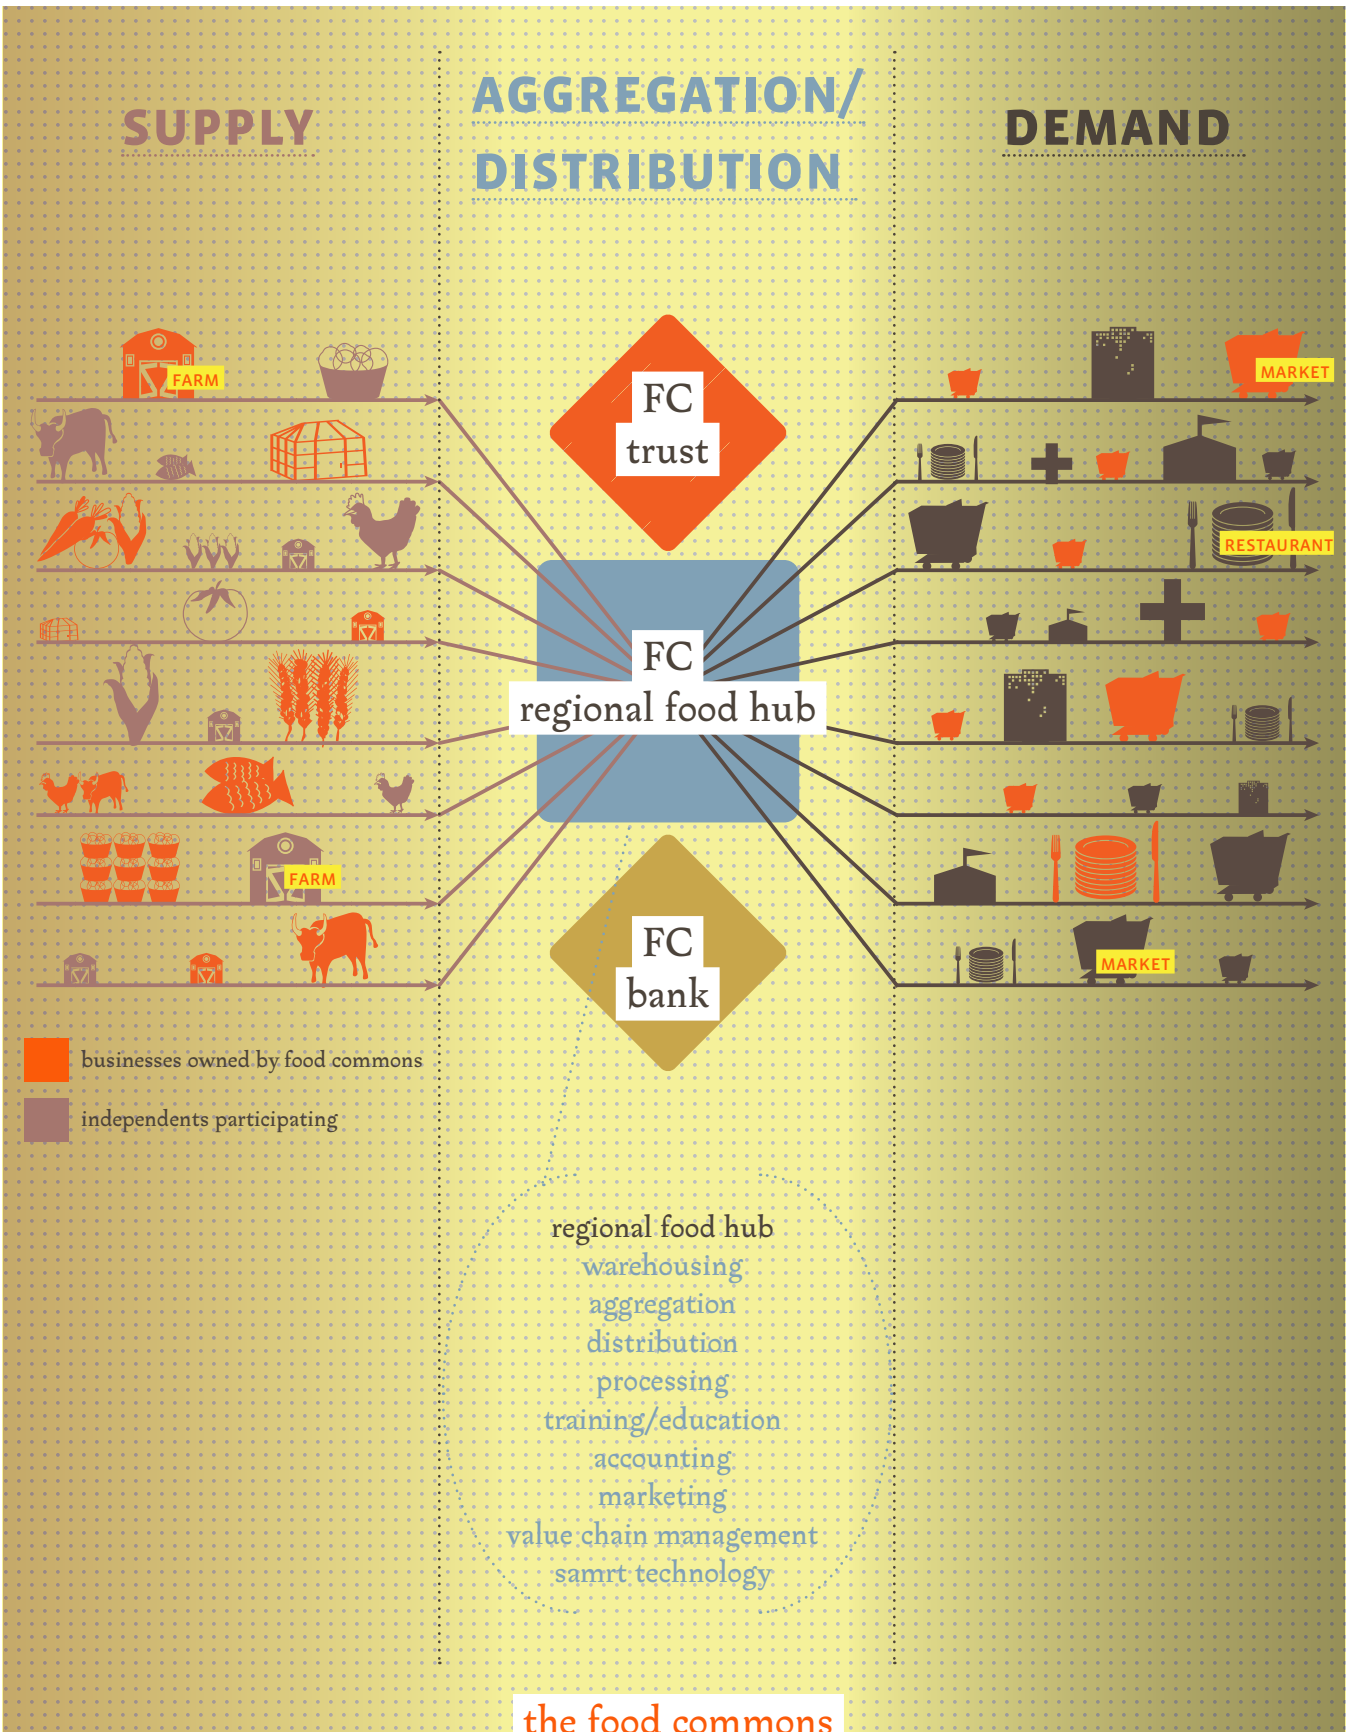 SUPPLY
AGGREGATION/
DISTRIBUTION
DEMAND
FARM
FARM
businesses owned by food commons
independents participating
FC
trust
FC
regional food hub
FC
bank
MARKET
RESTAURANT
MARKET
regional food hub
warehousing
aggregation
distribution
processing
training/education
accounting
marketing
value chain management
samrt technology
the food commons